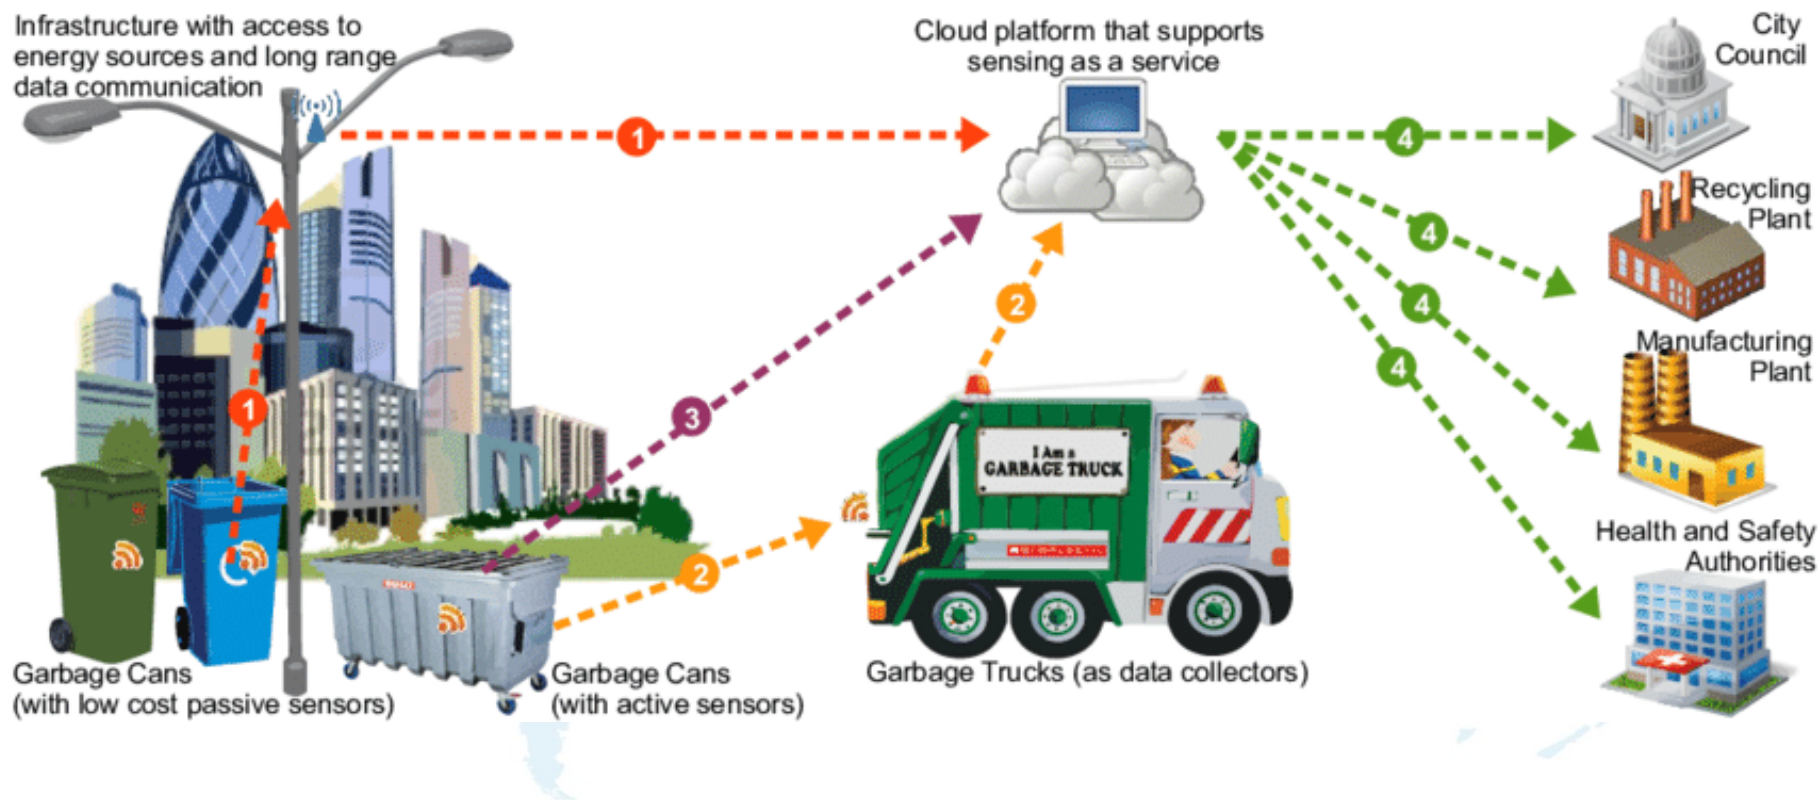 Infrastructure with access to
energy sources and long range
data communication
Cloud platform that supports
sensing as a service
City
Council
1
4
Recycling
Plant
4
2
4
Manufacturing
Plant
4
1
3
I Am a
GARBAGE TRUCK
Health and Safety
Authorities
2
Garbage Cans
(with low cost passive sensors)
Garbage Cans
(with active sensors)
Garbage Trucks (as data collectors)